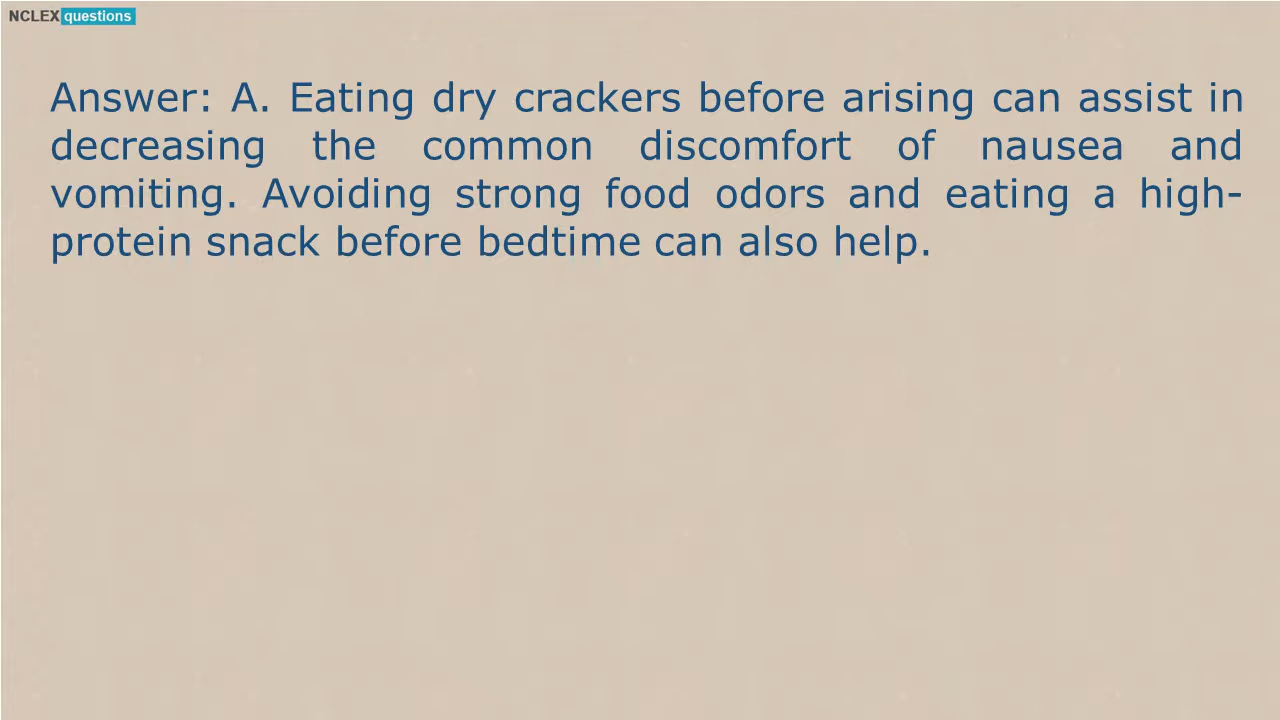 NCLEX questions
Answer: A. Eating dry crackers before arising can assist in
decreasing the common discomfort of nausea and
vomiting. Avoiding strong food odors and eating a high-
protein snack before bedtime can also help.